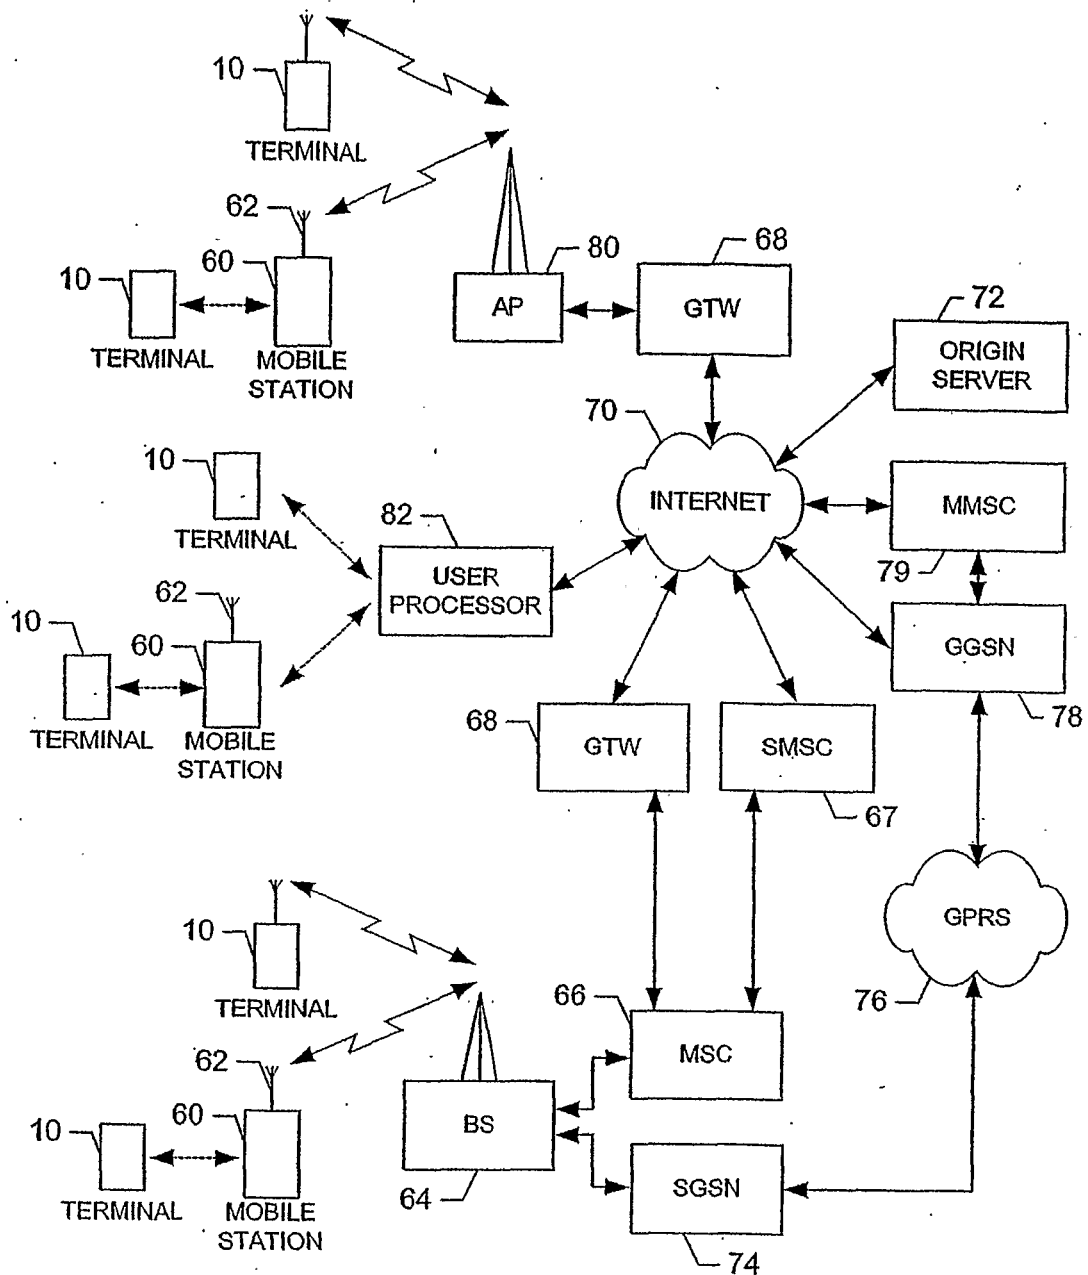 10
TERMINAL
62
60
10
TERMINAL
MOBILE
STATION
80
AP
68
GTW
72
ORIGIN
SERVER
70
INTERNET
MMSC
79
10
TERMINAL
82
USER
PROCESSOR
62
10
60
TERMINAL
MOBILE
STATION
GGSN
78
68
GTW
SMSC
67
GPRS
76
10
TERMINAL
66
MSC
62
60
10
TERMINAL
MOBILE
STATION
BS
64
SGSN
74